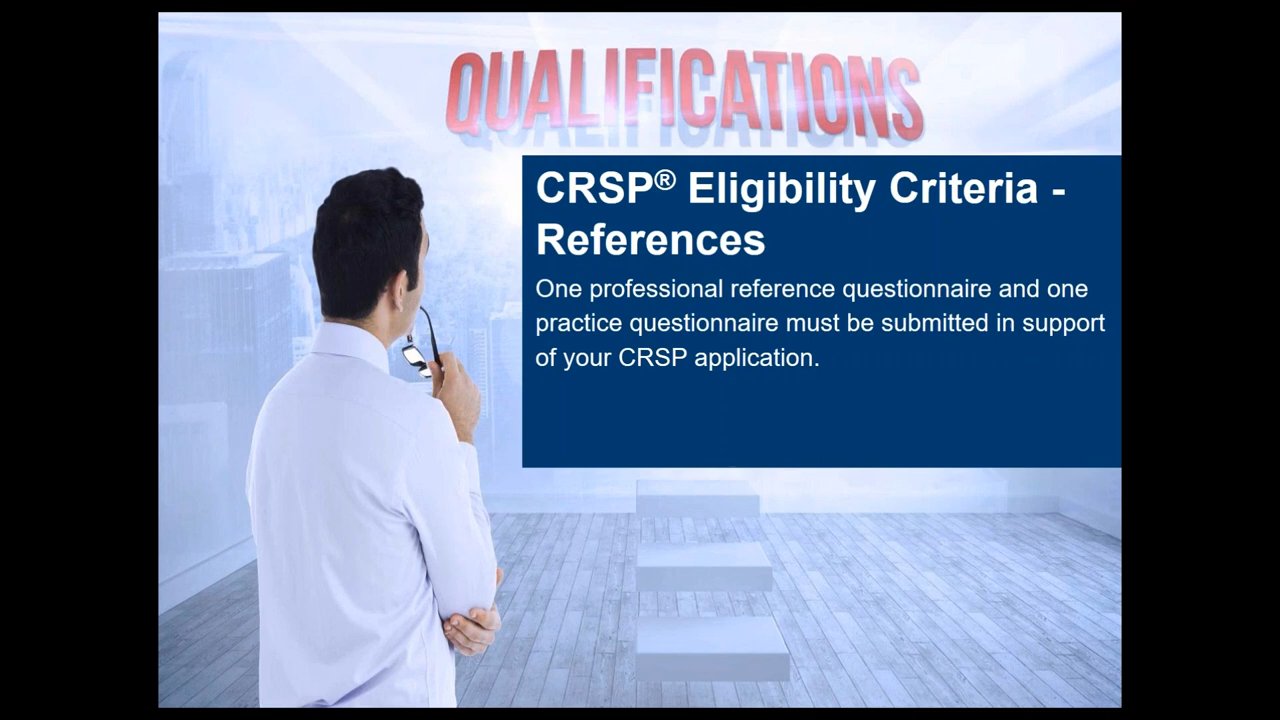 QUALIFICATIONS
CRSP® Eligibility Criteria -
References
One professional reference questionnaire and one
practice questionnaire must be submitted in support
of your CRSP application.